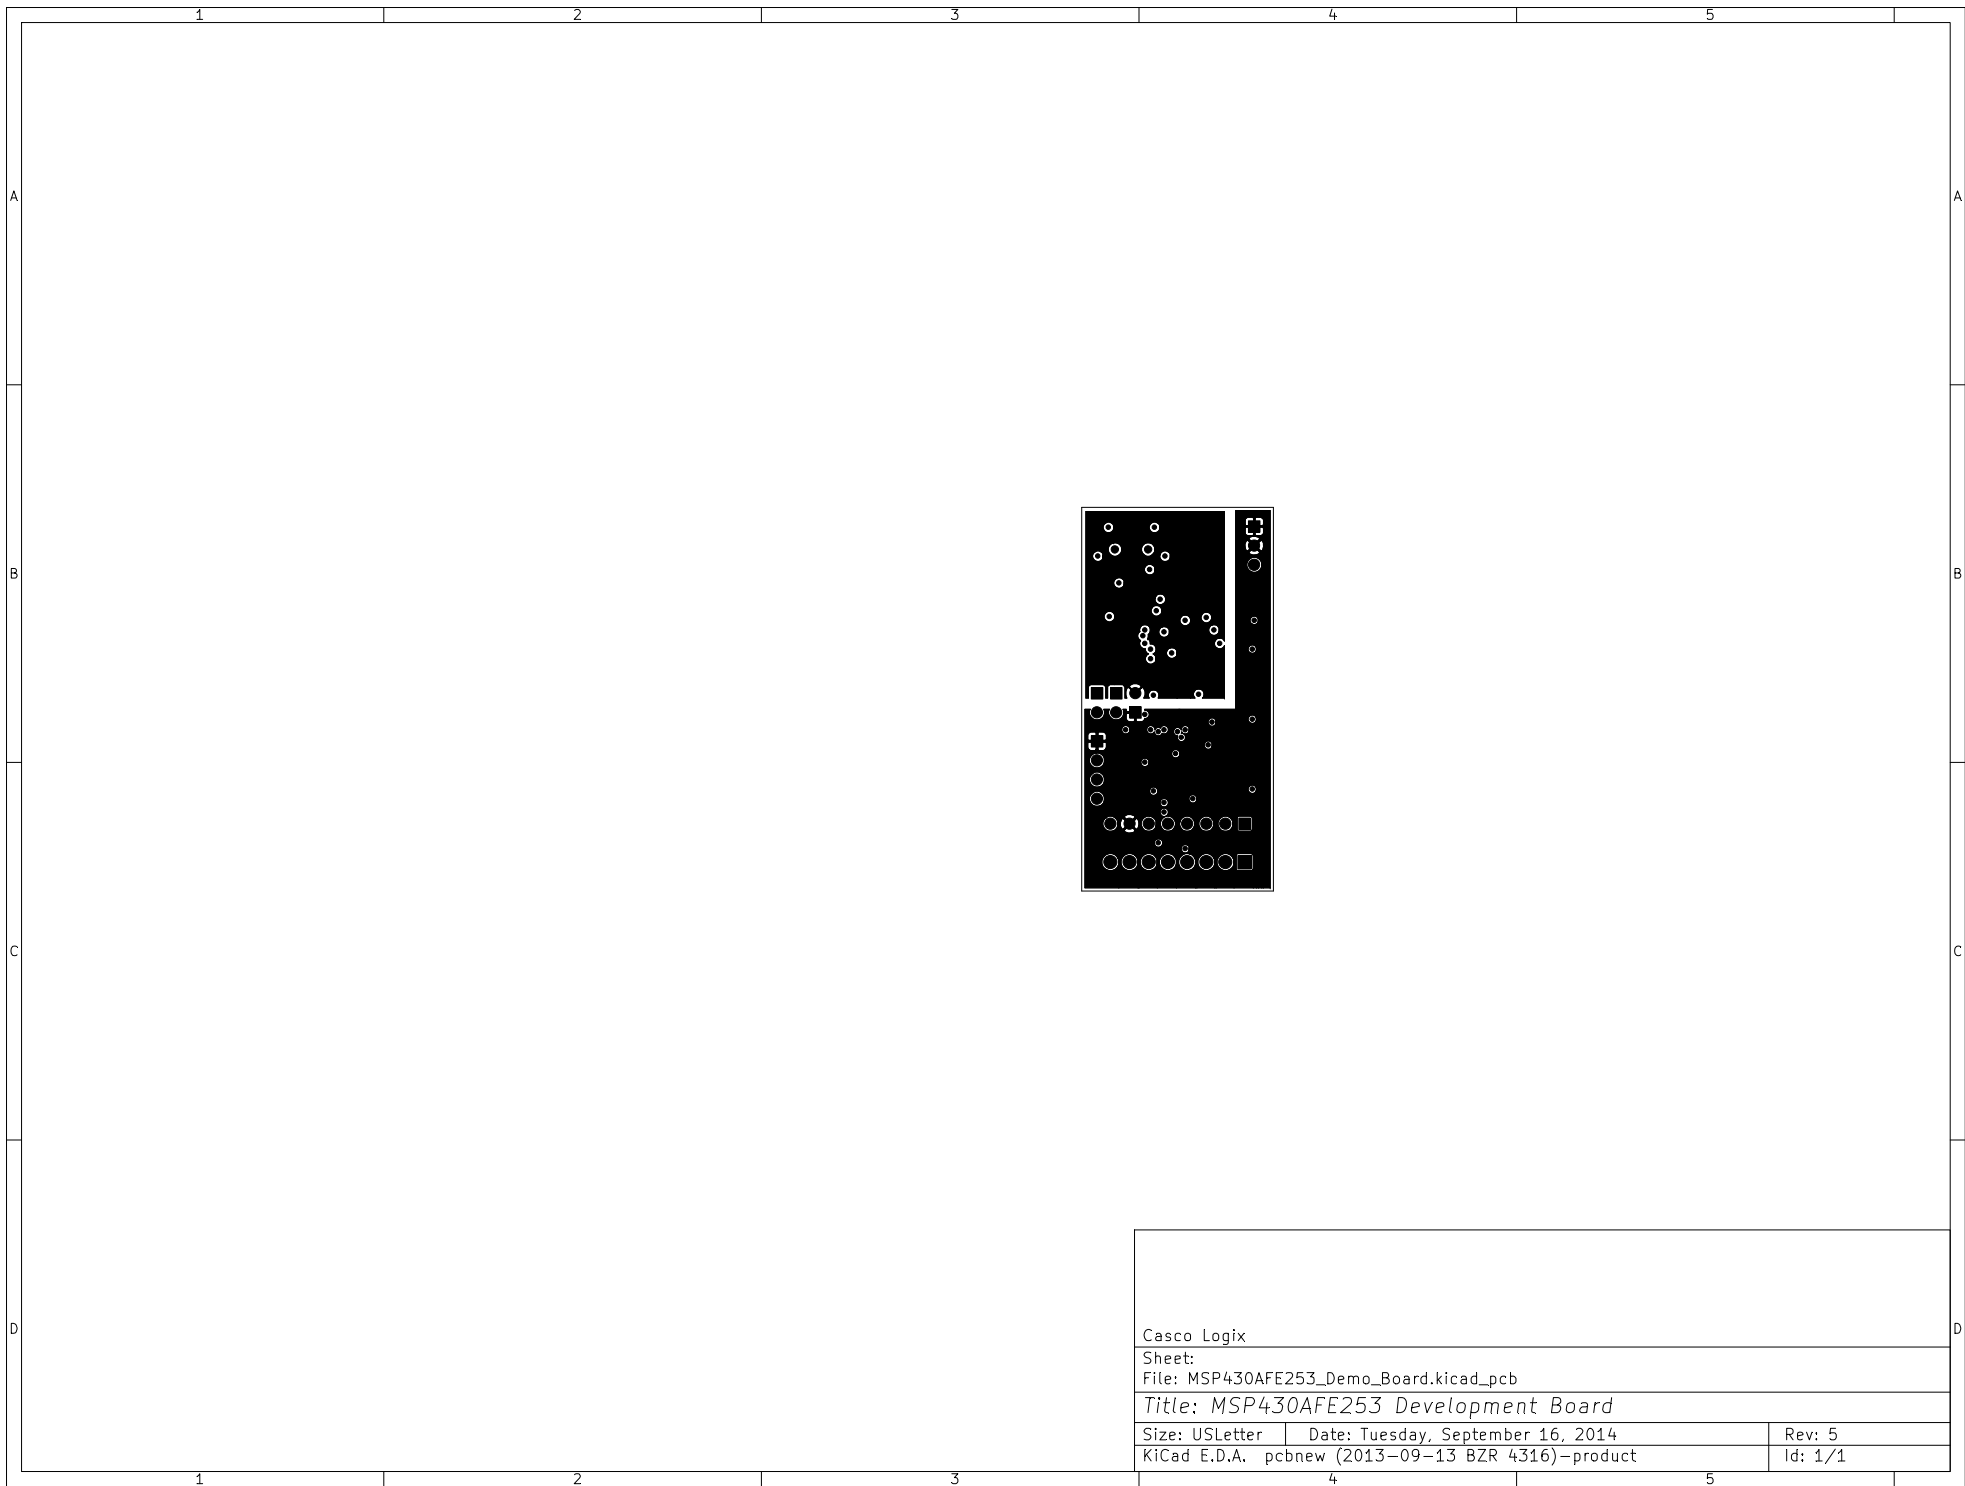 1 2 3 4 5
A A
B B
C C
D D
Casco Logix
Sheet:
File: MSP430AFE253_Demo_Board.kicad_pcb
Title: MSP430AFE253 Development Board
Size: USLetter Date: Tuesday, September 16, 2014 Rev: 5
KiCad E.D.A. pcbnew (2013-09-13 BZR 4316)-product Id: 1/1
1 2 3 4 5